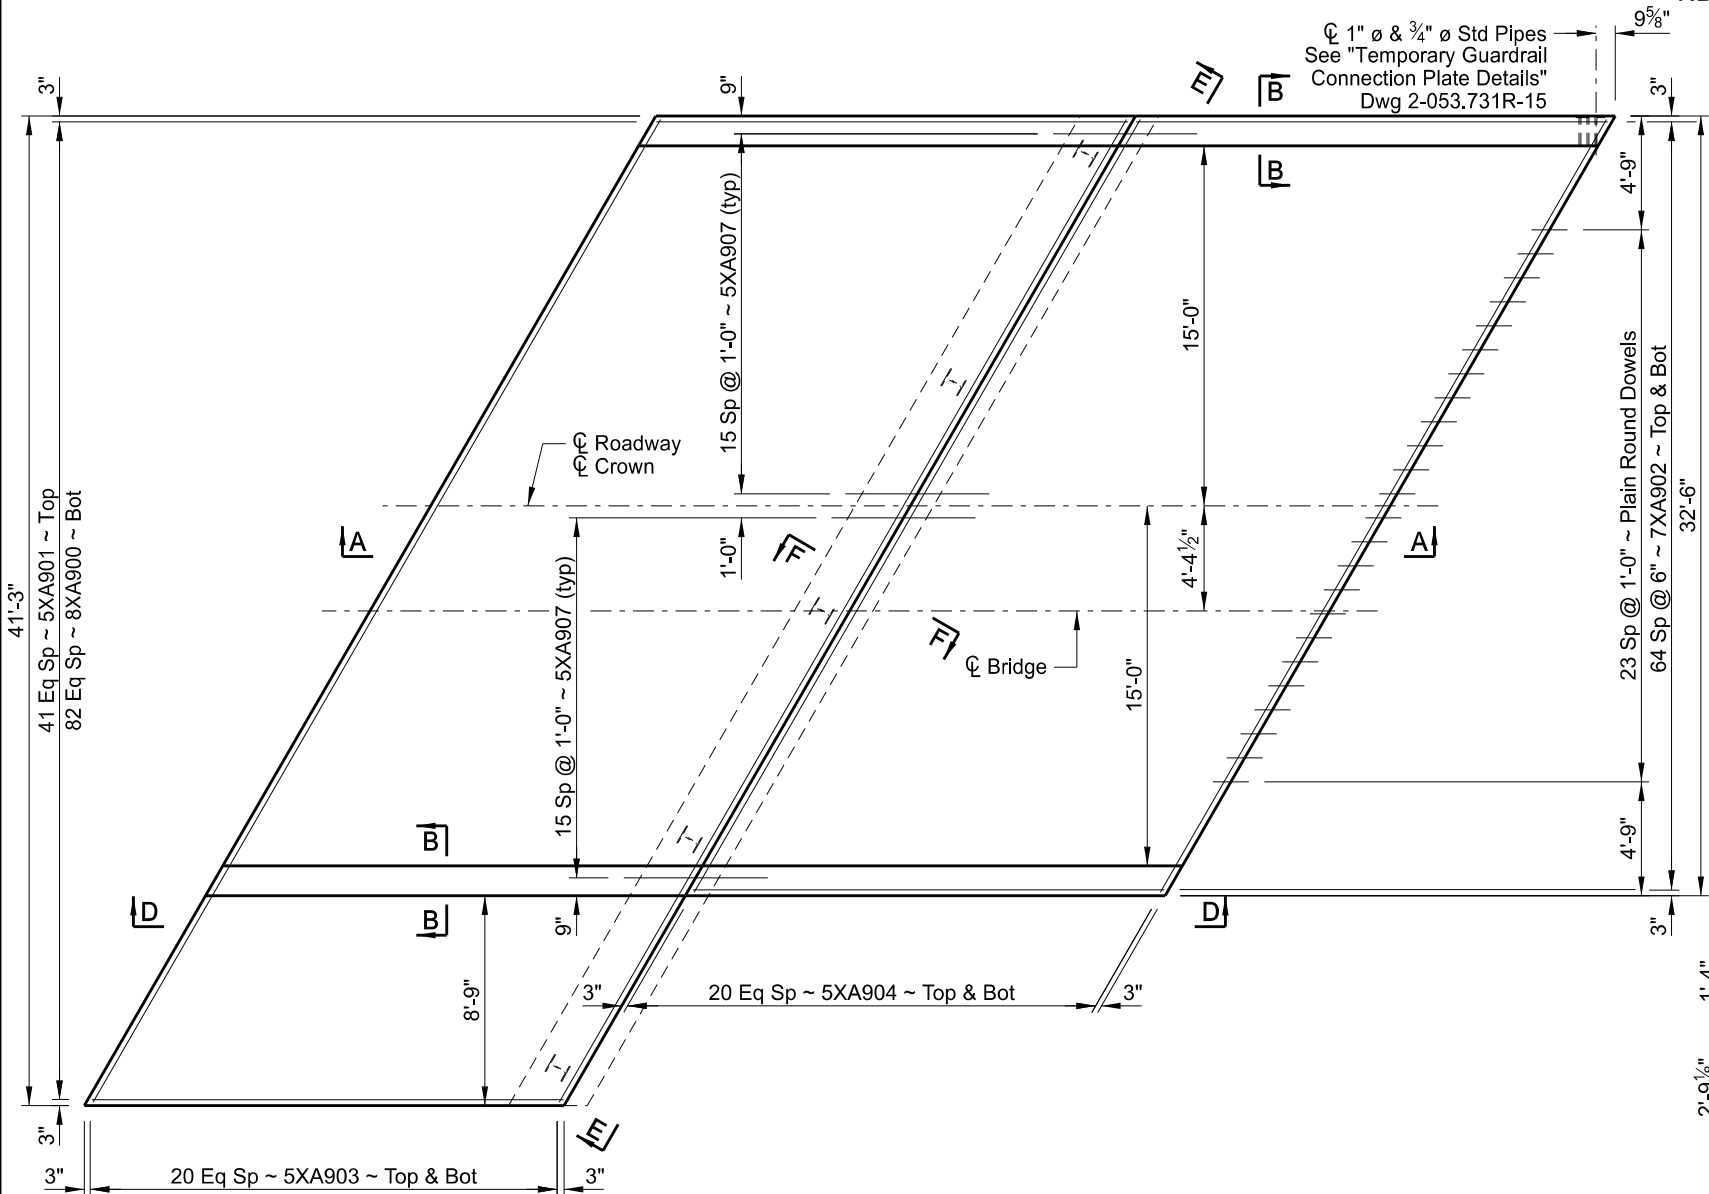 9⅝"
℄ 1" ø & ¾" ø Std Pipes
See "Temporary Guardrail
Connection Plate Details"
Dwg 2-053.731R-15
3"
9"
E
B
3"
B
4'-9"
15 Sp @ 1'-0" ~ 5XA907 (typ)
15'-0"
℄ Roadway
℄ Crown
23 Sp @ 1'-0" ~ Plain Round Dowels
64 Sp @ 6" ~ 7XA902 ~ Top & Bot
32'-6"
41'-3"
41 Eq Sp ~ 5XA901 ~ Top
82 Eq Sp ~ 8XA900 ~ Bot
A
1'-0"
F
4'-4½"
A
15 Sp @ 1'-0" ~ 5XA907 (typ)
F
℄ Bridge
15'-0"
B
4'-9"
D
B
9"
D
3"
8'-9"
3"
20 Eq Sp ~ 5XA904 ~ Top & Bot
3"
1'-4"
2'-9⅛"
3"
E
3"
20 Eq Sp ~ 5XA903 ~ Top & Bot
3"